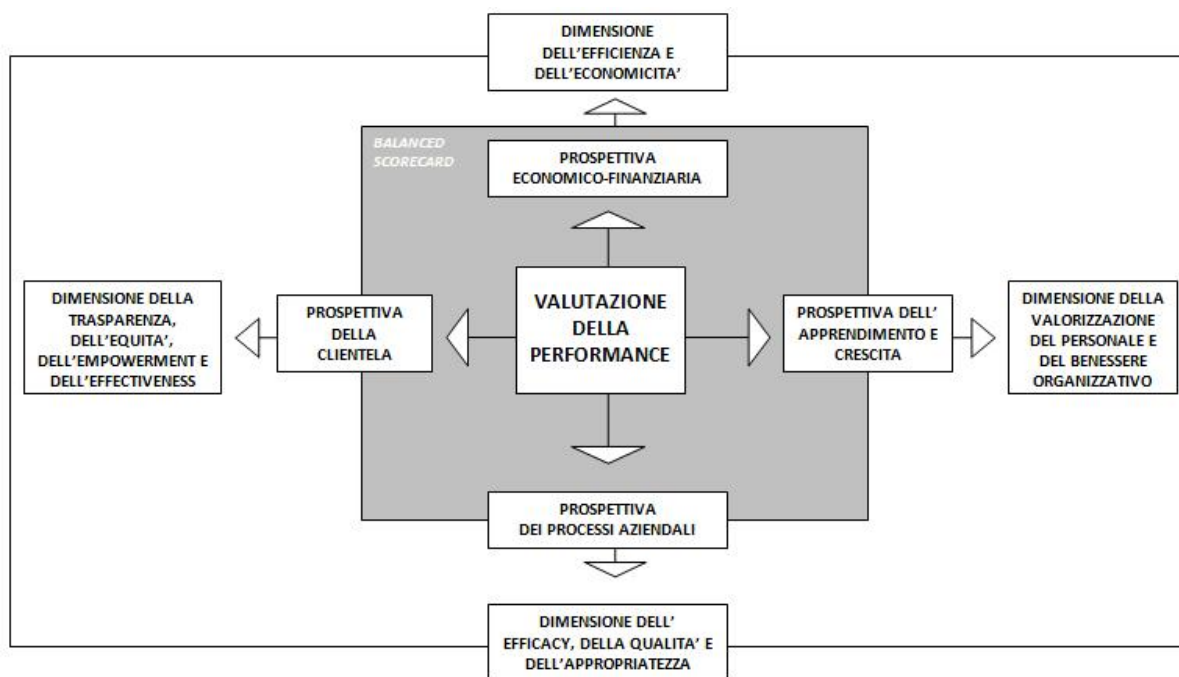 DIMENSIONE
DELL’EFFICIENZA E
DELL’ECONOMICITA’
BALANCED
SCORECARD
PROSPETTIVA
ECONOMICO-FINANZIARIA
DIMENSIONE DELLA
TRASPARENZA,
DELL’EQUITA’,
DELL’EMPOWERMENT E
DELL’EFFECTIVENESS
PROSPETTIVA
DELLA
CLIENTELA
VALUTAZIONE
DELLA
PERFORMANCE
PROSPETTIVA DELL’
APPRENDIMENTO E
CRESCITA
DIMENSIONE DELLA
VALORIZZAZIONE
DEL PERSONALE E
DEL BENESSERE
ORGANIZZATIVO
PROSPETTIVA
DEI PROCESSI AZIENDALI
DIMENSIONE DELL’
EFFICACY, DELLA QUALITA’ E
DELL’APPROPRIATEZZA